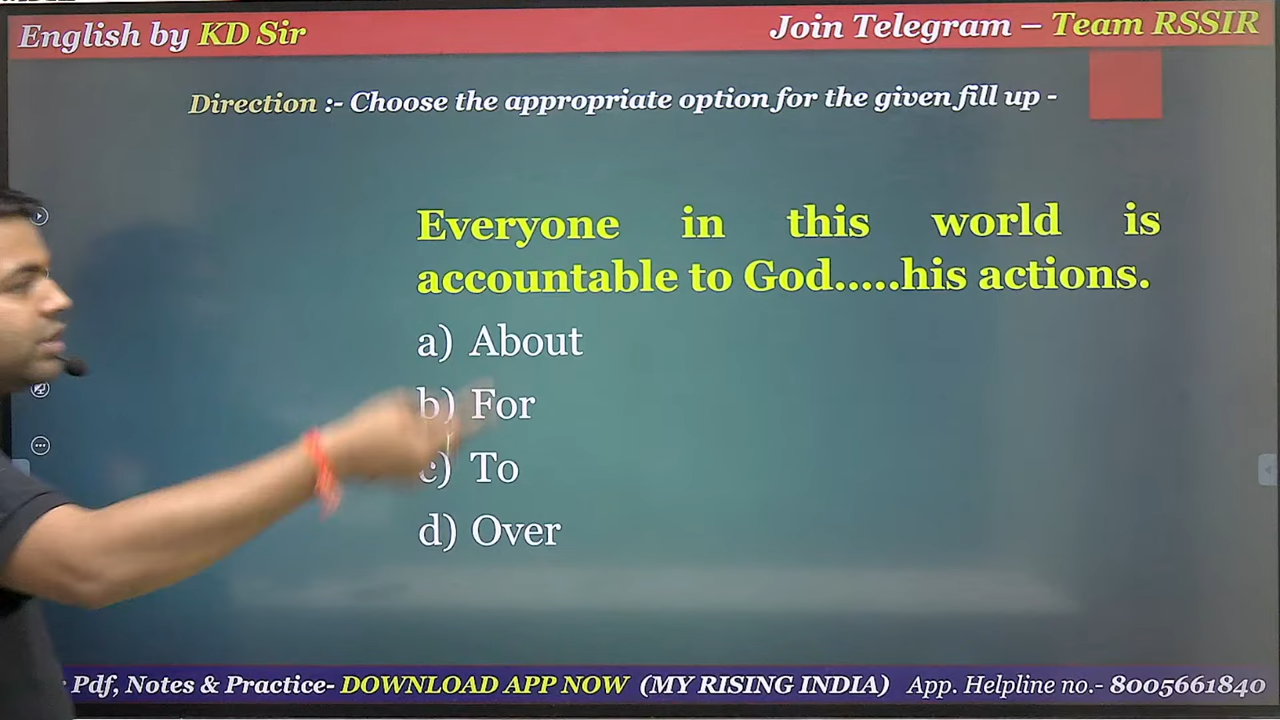 English by KD Sir
Join Telegram – Team RSSIR
Direction :- Choose the appropriate option for the given fill up -
Everyone in this world is
accountable to God.....his actions.
a) About
b) For
c) To
d) Over
Pdf, Notes & Practice- DOWNLOAD APP NOW (MY RISING INDIA) App. Helpline no.- 8005661840